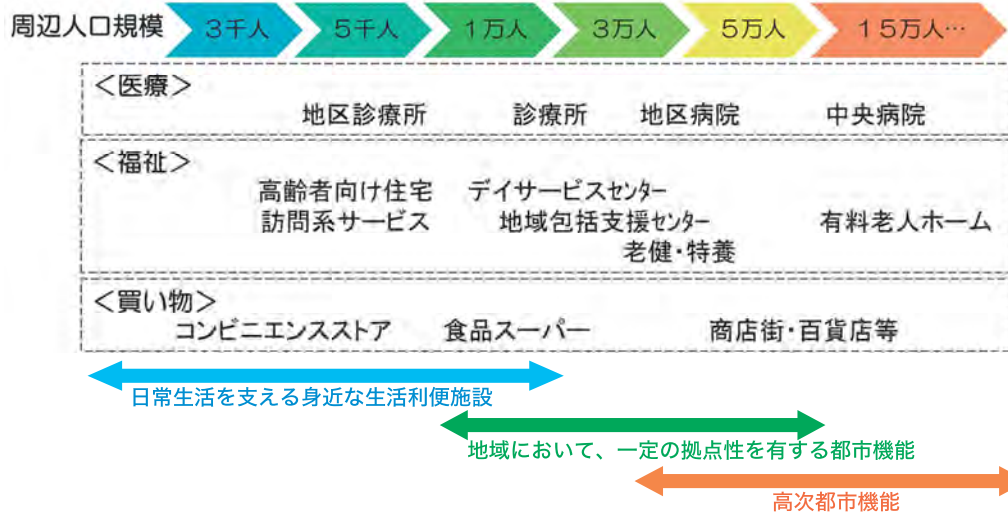 周辺人口規模 3千人 5千人 1万人 3万人 5万人 15万人…
＜医療＞
地区診療所 診療所 地区病院 中央病院
＜福祉＞
高齢者向け住宅 デイサービスセンター
訪問系サービス 地域包括支援センター 有料老人ホーム
老健・特養
＜買い物＞
コンビニエンスストア 食品スーパー 商店街・百貨店等
日常生活を支える身近な生活利便施設
地域において、一定の拠点性を有する都市機能
高次都市機能